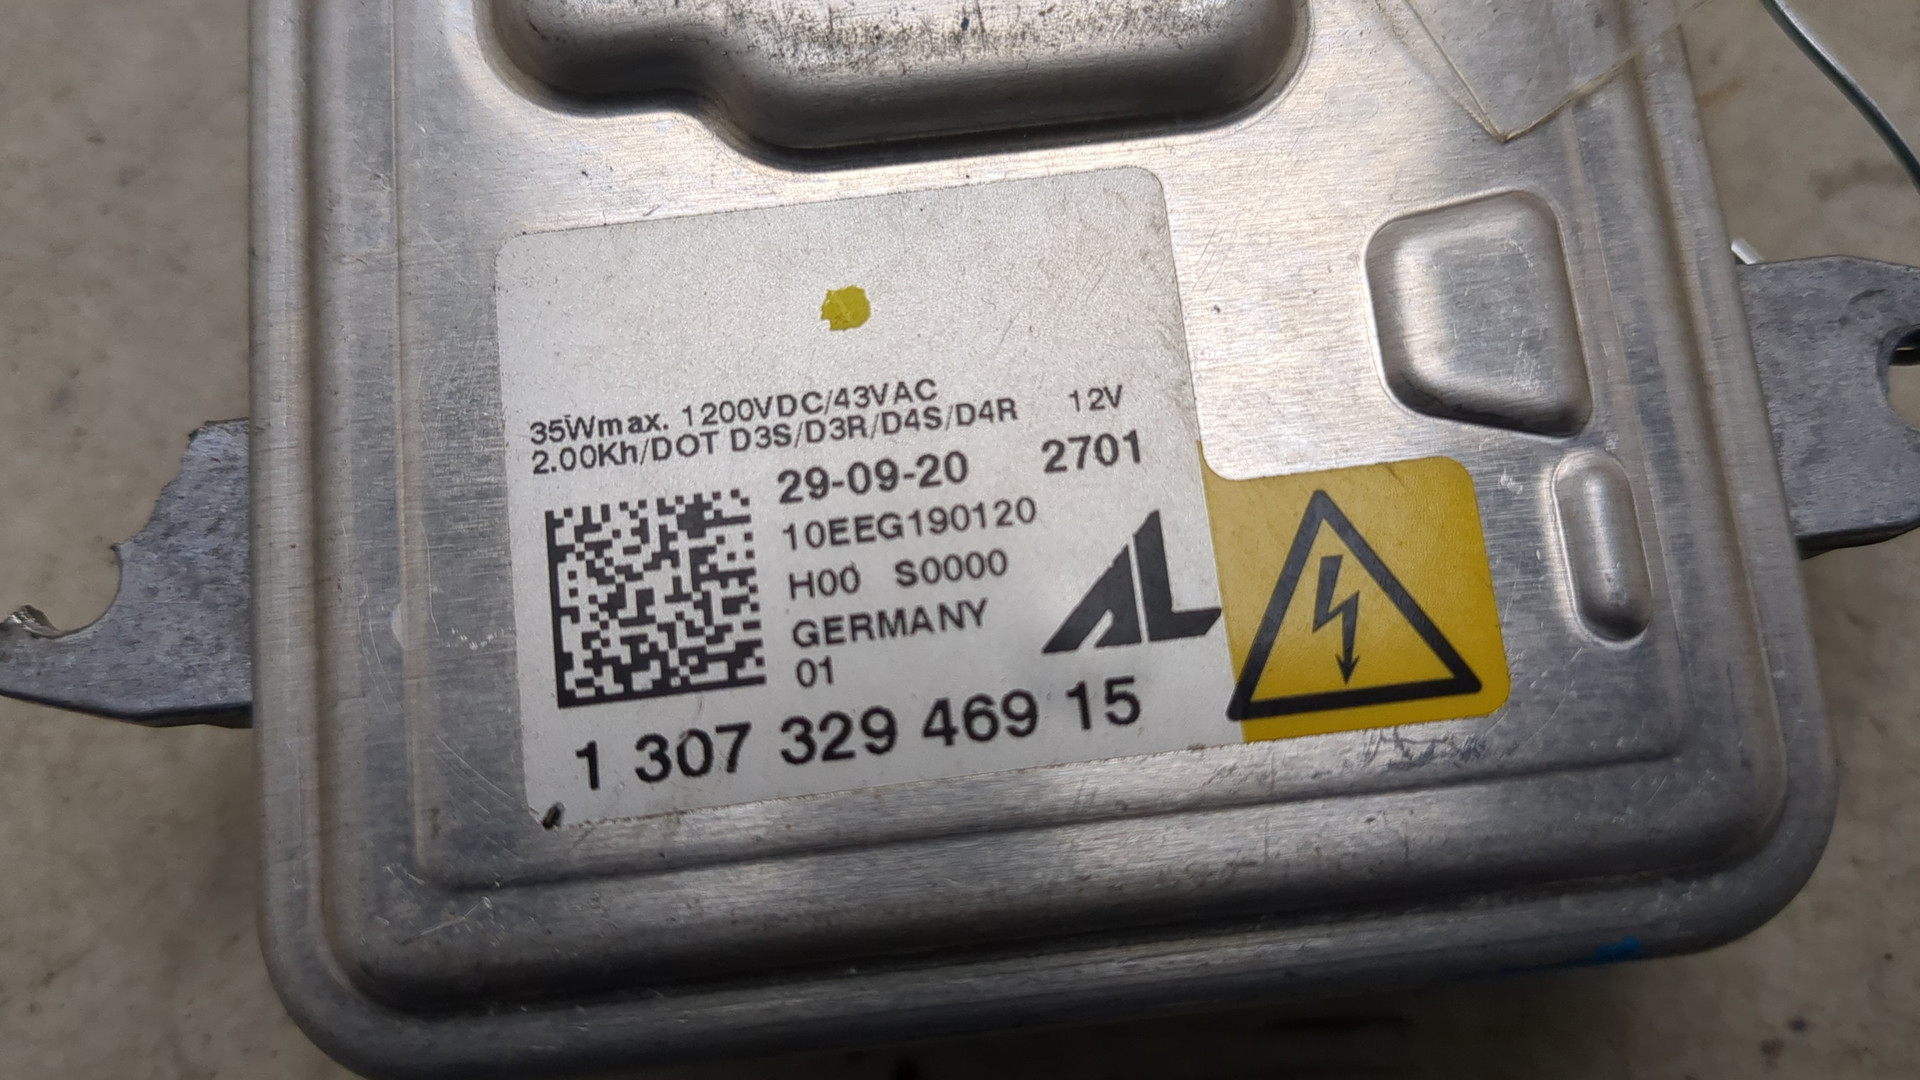 35Wmax. 1200VDC/43VAC 12V
2.00Kh/DOT D3S/D3R/D4S/D4R
29-09-20 2701
10EEG190120
H00 S0000
GERMANY
01
AL
1 307 329 469 15